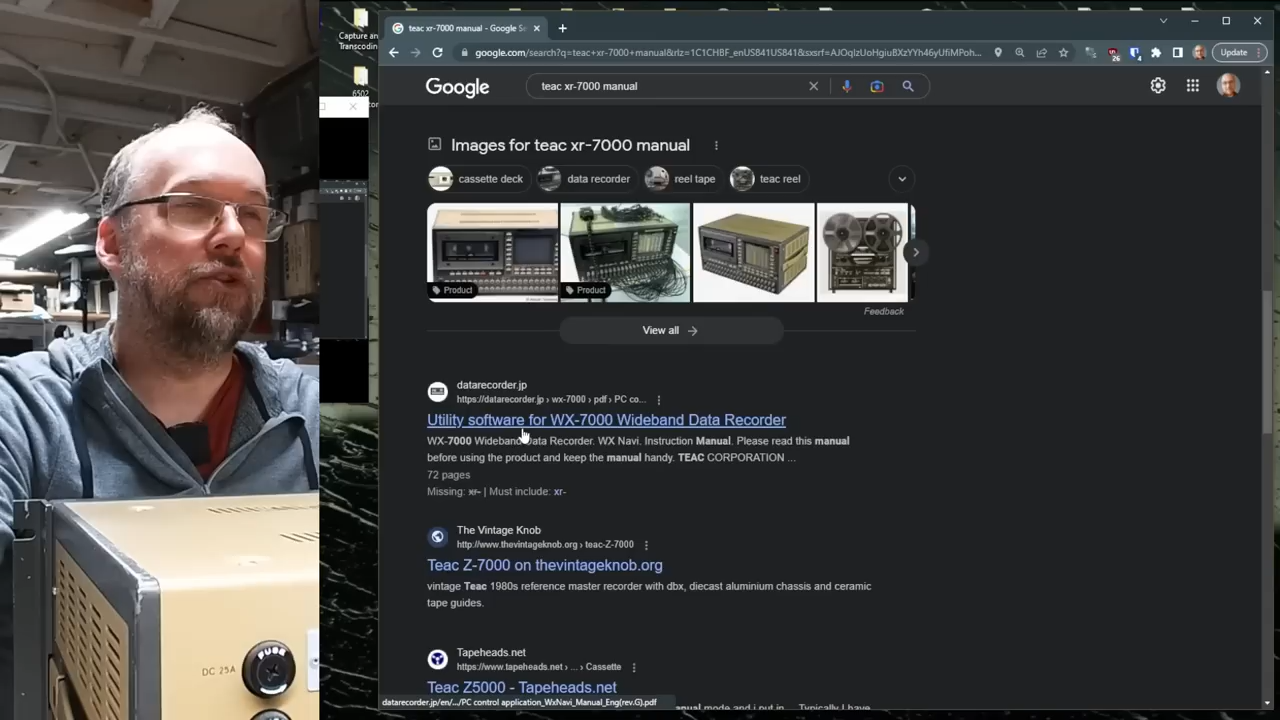 Capture and
Transcodin
6502
teac xr-7000 manual - Google Se
google.com/search?q=teac+xr-7000+manual&rlz=1C1CHBF_enUS841US841&sxsrf=AJOqlzUoHgiuBXzYYh46yUfiMPoh...
26
4
Update
Google
teac xr-7000 manual
Images for teac xr-7000 manual
cassette deck
data recorder
reel tape
teac reel
Product
Product
Feedback
View all
datarecorder.jp
https://datarecorder.jp › wx-7000 › pdf › PC co...
Utility software for WX-7000 Wideband Data Recorder
WX-7000 Wideband Data Recorder. WX Navi. Instruction Manual. Please read this manual
before using the product and keep the manual handy. TEAC CORPORATION ...
72 pages
Missing: xr- | Must include: xr-
The Vintage Knob
http://www.thevintageknob.org › teac-Z-7000
Teac Z-7000 on thevintageknob.org
vintage Teac 1980s reference master recorder with dbx, diecast aluminium chassis and ceramic
tape guides.
Tapeheads.net
https://www.tapeheads.net › ... › Cassette
Teac Z5000 - Tapeheads.net
datarecorder.jp/en/.../PC control application_WxNavi_Manual_Eng(rev.G).pdf
DC 25A
FUSE